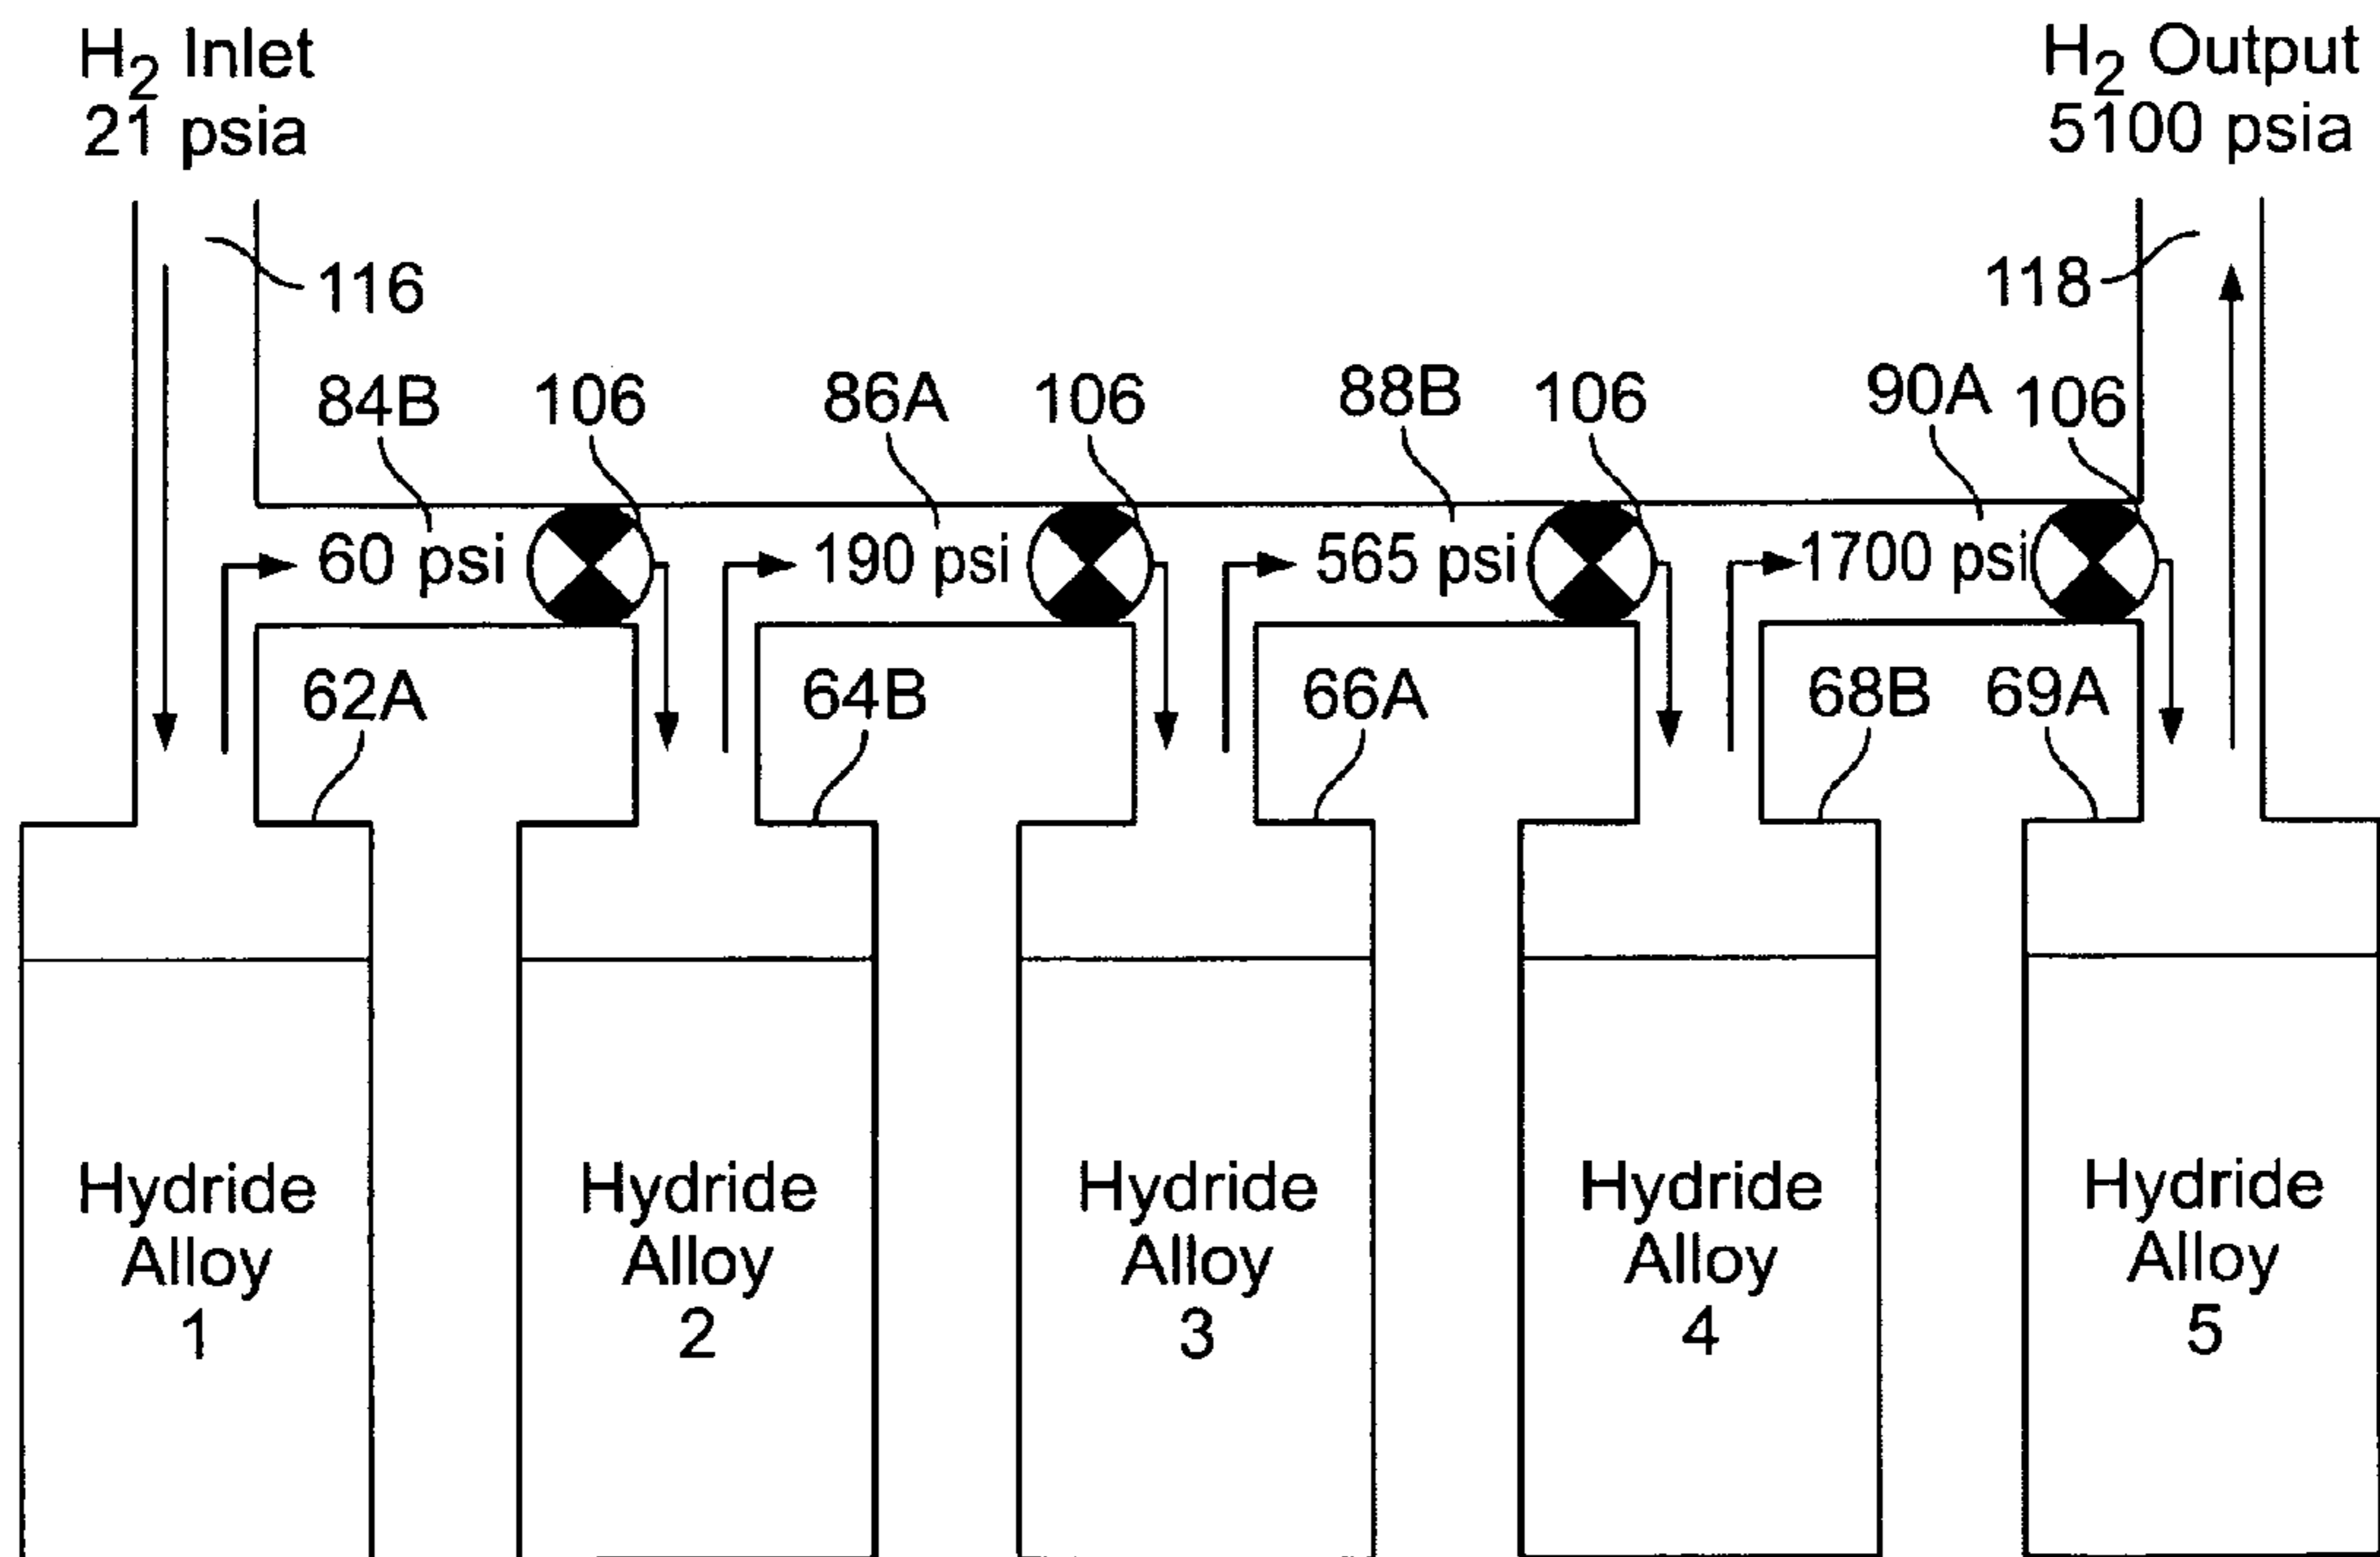 H2 Inlet
21 psia
H2 Output
5100 psia
116
118
84B
106
86A
106
88B
106
90A
106
60 psi
190 psi
565 psi
1700 psi
62A
64B
66A
68B
69A
Hydride
Alloy
1
Hydride
Alloy
2
Hydride
Alloy
3
Hydride
Alloy
4
Hydride
Alloy
5